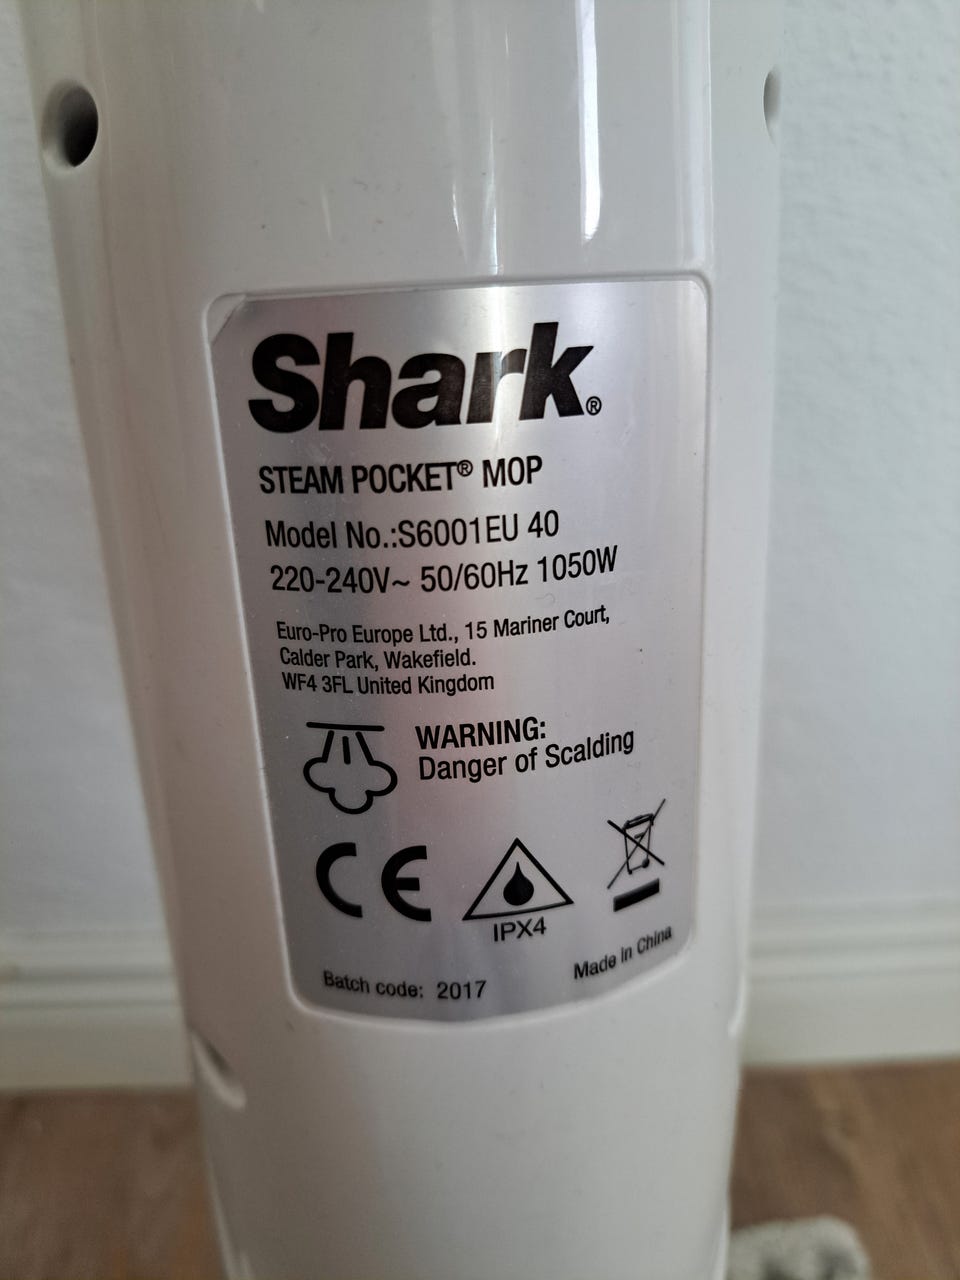 Shark®
STEAM POCKET® MOP
Model No.:S6001EU 40
220-240V~ 50/60Hz 1050W
Euro-Pro Europe Ltd., 15 Mariner Court,
Calder Park, Wakefield.
WF4 3FL United Kingdom
WARNING:
Danger of Scalding
CE
IPX4
Batch code: 2017
Made in China